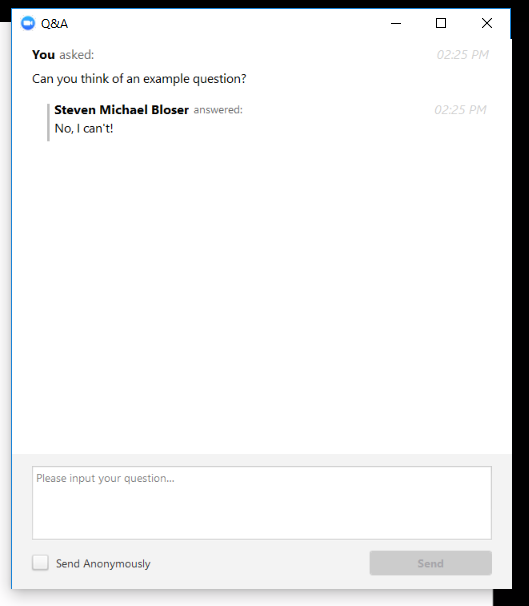 Q&A
You asked: 02:25 PM
Can you think of an example question?
Steven Michael Bloser answered: 02:25 PM
No, I can't!
Please input your question...
Send Anonymously Send